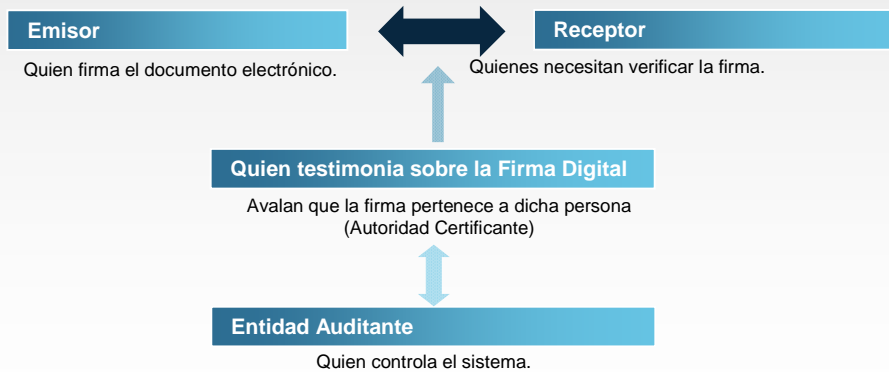 Emisor
Receptor
Quien firma el documento electrónico.
Quienes necesitan verificar la firma.
Quien testimonia sobre la Firma Digital
Avalan que la firma pertenece a dicha persona
(Autoridad Certificante)
Entidad Auditante
Quien controla el sistema.